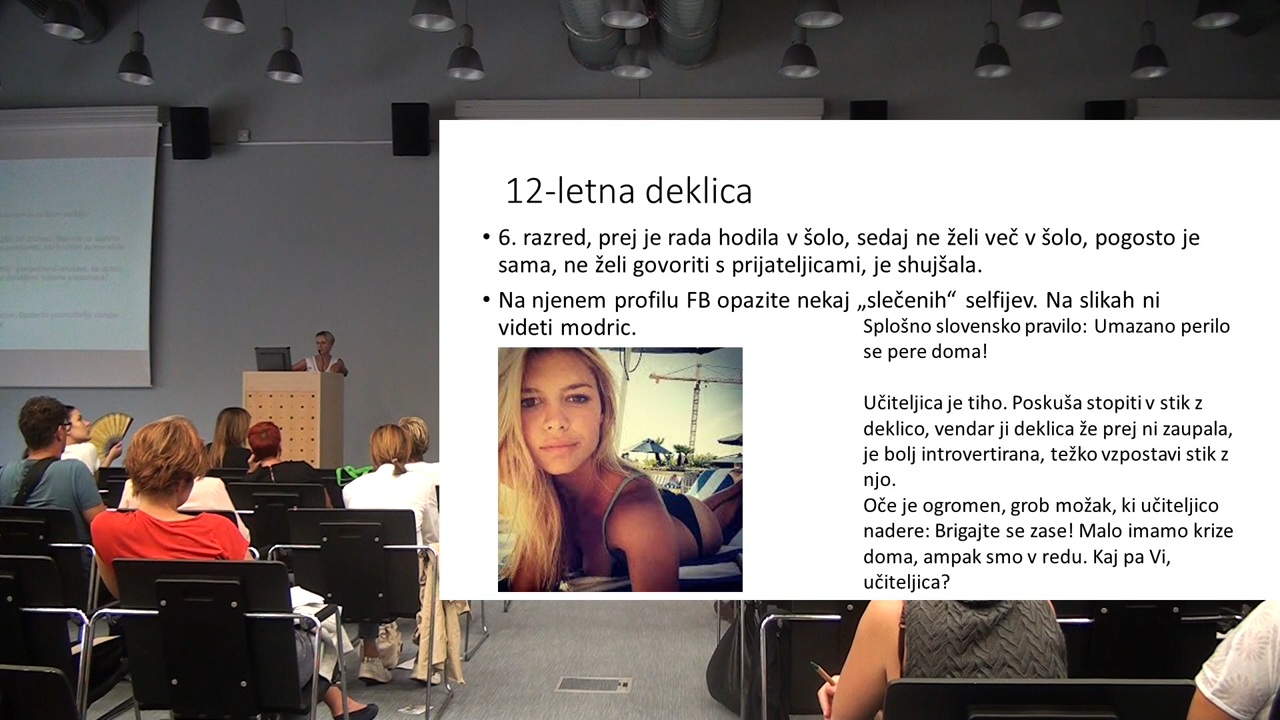 12-letna deklica
• 6. razred, prej je rada hodila v šolo, sedaj ne želi več v šolo, pogosto je
sama, ne želi govoriti s prijateljicami, je shujšala.
• Na njenem profilu FB opazite nekaj „slečenih“ selfijev. Na slikah ni
videti modric.
Splošno slovensko pravilo: Umazano perilo
se pere doma!
Učiteljica je tiho. Poskuša stopiti v stik z
deklico, vendar ji deklica že prej ni zaupala,
je bolj introvertirana, težko vzpostavi stik z
njo.
Oče je ogromen, grob možak, ki učiteljico
nadere: Brigajte se zase! Malo imamo krize
doma, ampak smo v redu. Kaj pa Vi,
učiteljica?